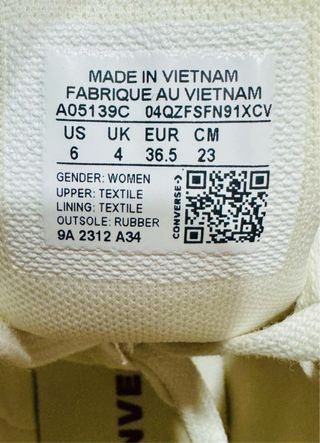 MADE IN VIETNAM
FABRIQUE AU VIETNAM
A05139C 04QZFSFN91XCV
US UK EUR CM
6 4 36.5 23
GENDER: WOMEN
UPPER: TEXTILE
LINING: TEXTILE
OUTSOLE: RUBBER
9A 2312 A34
CONVERSE
NVE